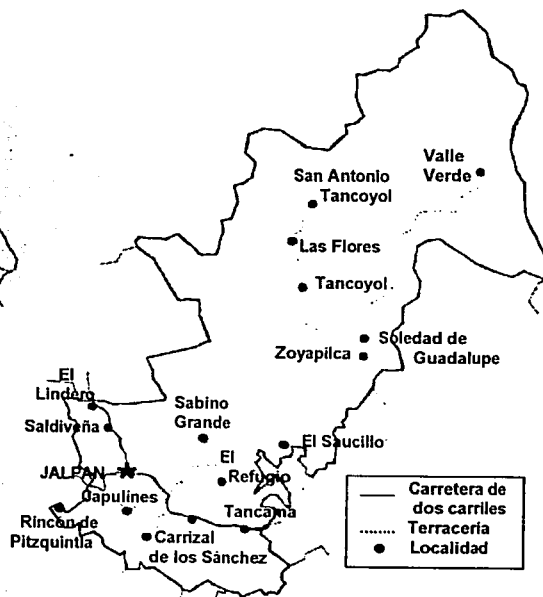 Valle
Verde
San Antonio
Tancoyol
Las Flores
Tancoyol
Soledad de
Guadalupe
Zoyapilca
El
Lindero
Saldiveña
Sabino
Grande
El Saucillo
El
Refugio
JALPAN
Capulines
Tancama
Rincón de
Pitzquintla
Carrizal
de los Sánchez
Carretera de
dos carriles
Terracería
Localidad